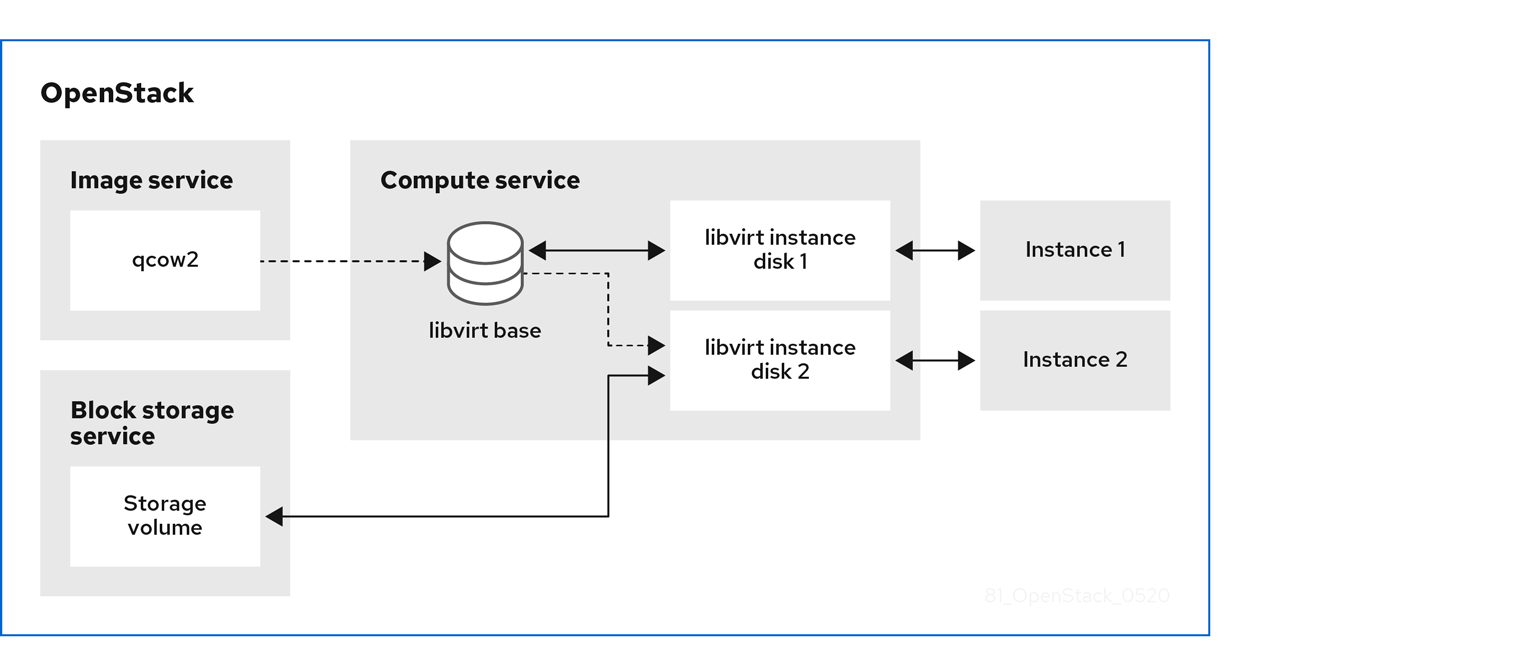 OpenStack
Image service
qcow2
Compute service
libvirt base
libvirt instance
disk 1
libvirt instance
disk 2
Instance 1
Instance 2
Block storage
service
Storage
volume
81_OpenStack_0520